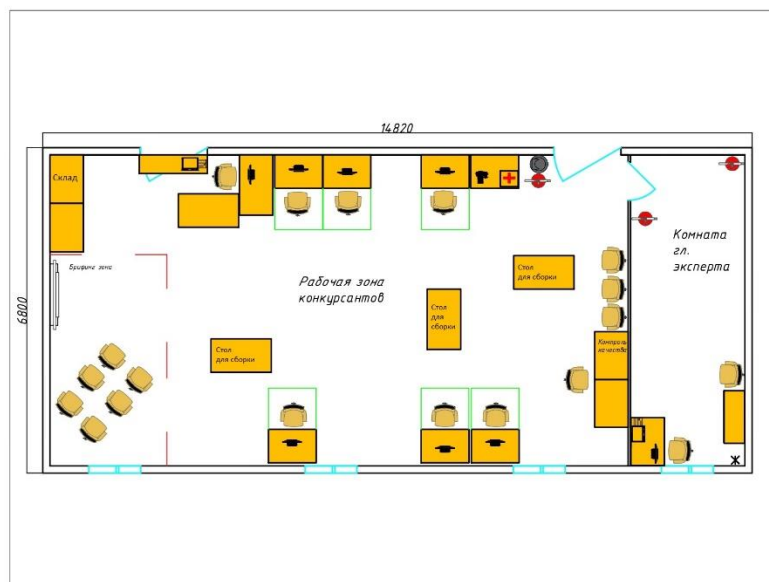 14820
6800
Склад
Брифинг зона
Рабочая зона
конкурсантов
Комната
гл.
эксперта
Стол
для сборки
Стол
для
сборки
Стол
для сборки
Контроль
качества
Ж